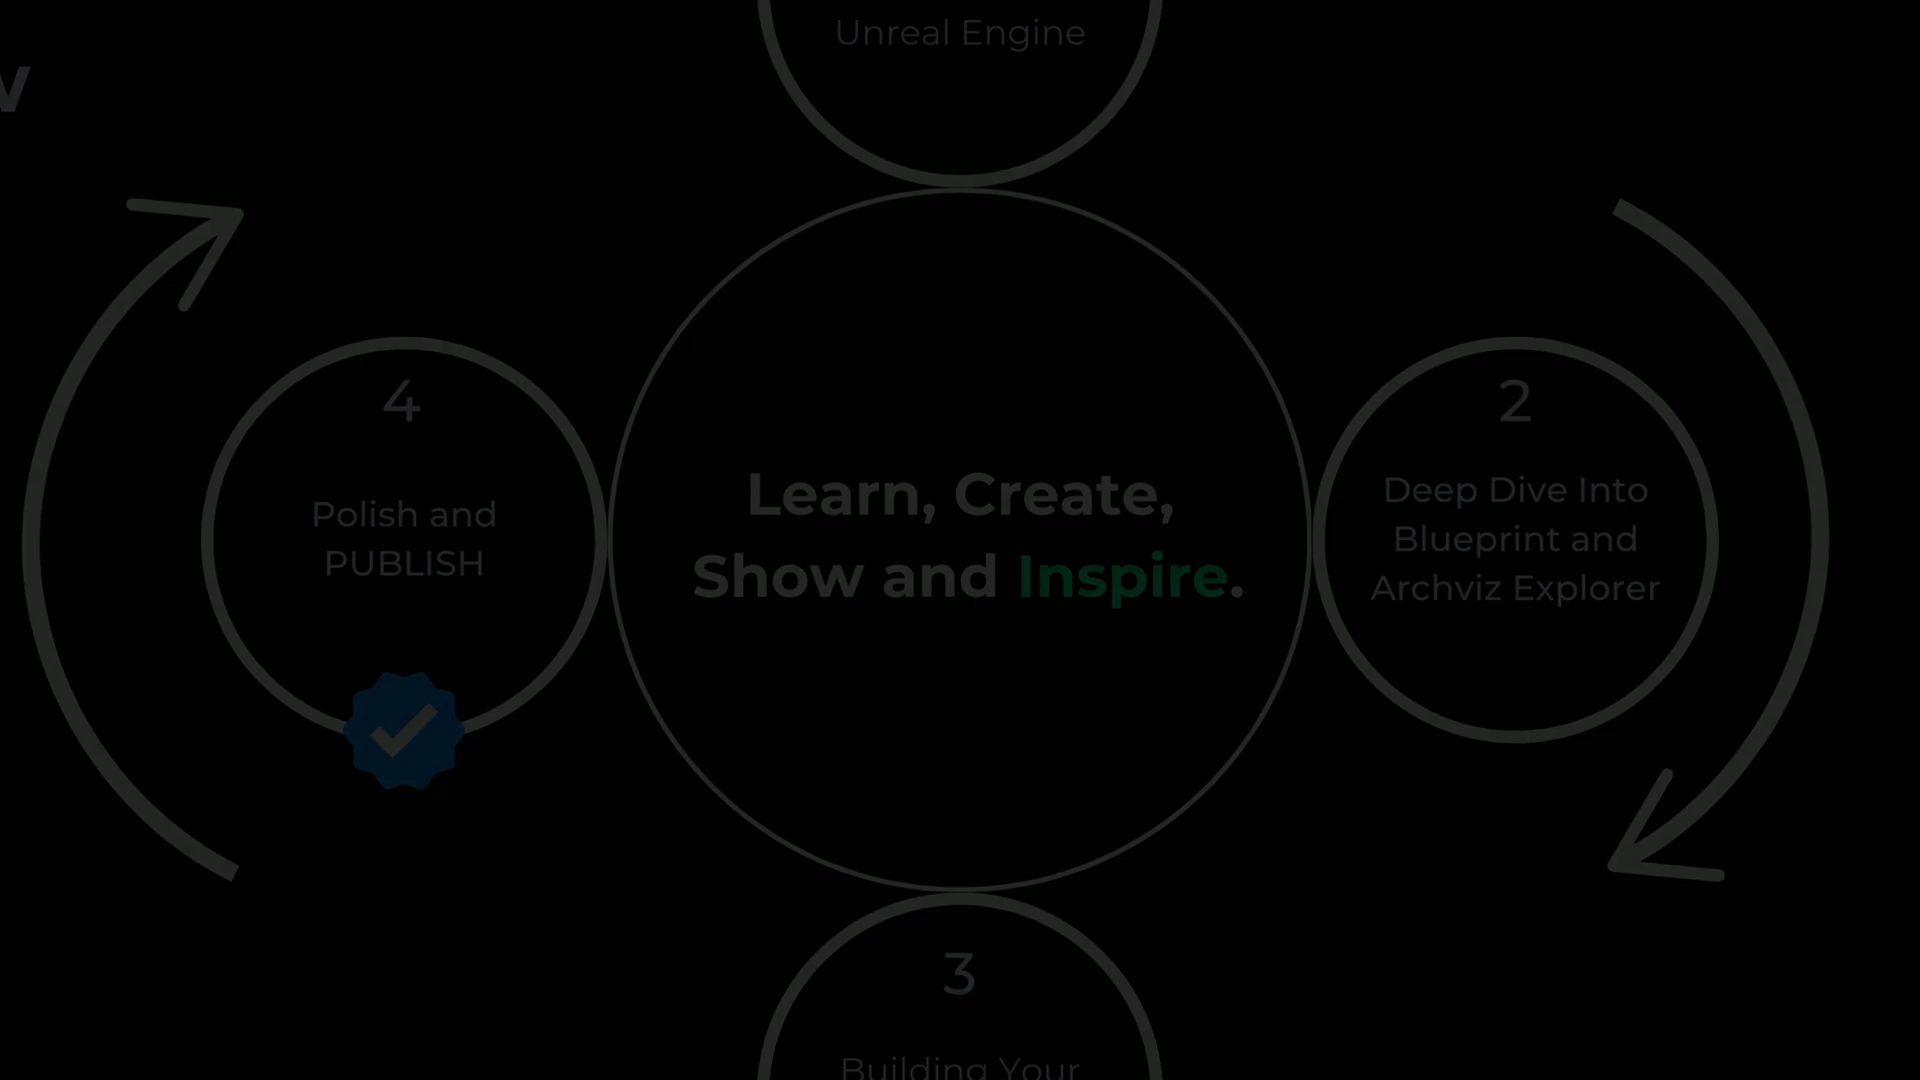 Unreal Engine
w
4
Polish and
PUBLISH
Learn, Create,
Show and Inspire.
2
Deep Dive Into
Blueprint and
Archviz Explorer
3
Building Your